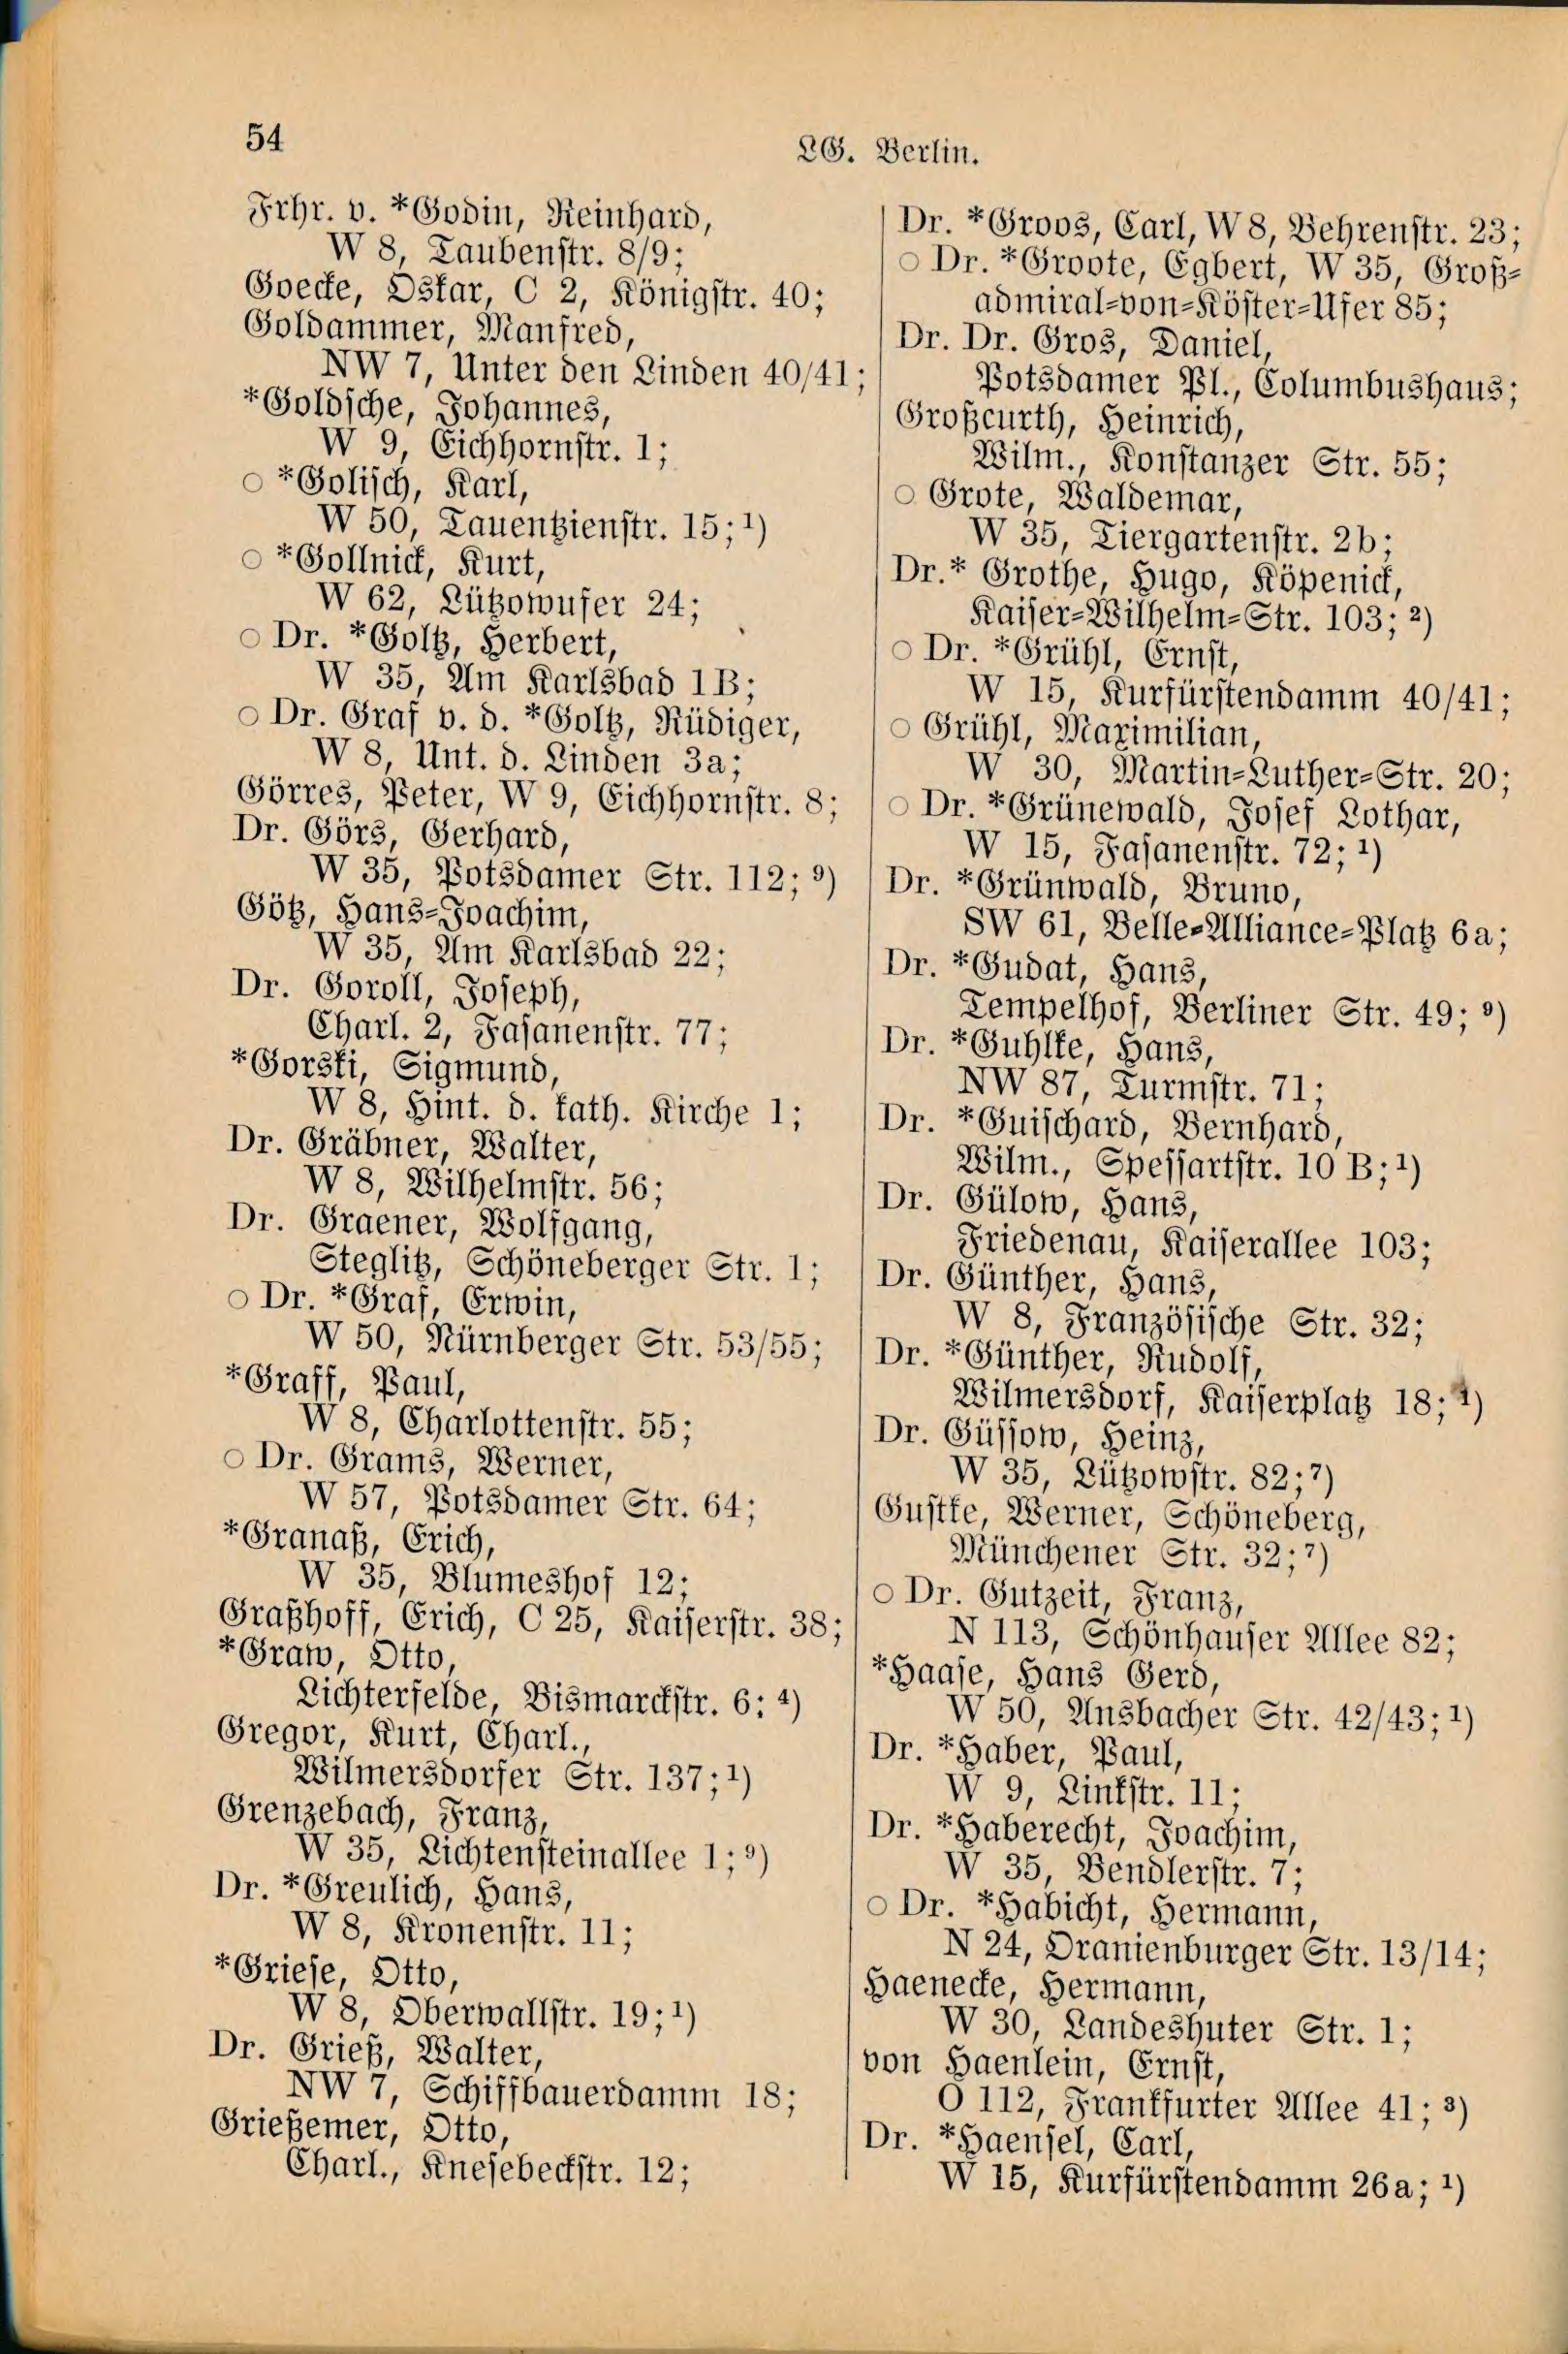 54
LG. Berlin.
Frhr. v. *Godin, Reinhard,
W 8, Taubenstr. 8/9;
Goecke, Oskar, C 2, Königstr. 40;
Goldammer, Manfred,
NW 7, Unter den Linden 40/41;
*Goldsche, Johannes,
W 9, Eichhornstr. 1;
○ *Golisch, Karl,
W 50, Tauentzienstr. 15; ¹)
○ *Gollnick, Kurt,
W 62, Lützowufer 24;
○ Dr. *Goltz, Herbert,
W 35, Am Karlsbad 1B;
○ Dr. Graf v. d. *Goltz, Rüdiger,
W 8, Unt. d. Linden 3a;
Görres, Peter, W 9, Eichhornstr. 8;
Dr. Görs, Gerhard,
W 35, Potsdamer Str. 112; ⁹)
Götz, Hans-Joachim,
W 35, Am Karlsbad 22;
Dr. Goroll, Joseph,
Charl. 2, Fasanenstr. 77;
*Gorski, Sigmund,
W 8, Hint. d. kath. Kirche 1;
Dr. Gräbner, Walter,
W 8, Wilhelmstr. 56;
Dr. Graener, Wolfgang,
Steglitz, Schöneberger Str. 1;
○ Dr. *Graf, Erwin,
W 50, Nürnberger Str. 53/55;
*Graff, Paul,
W 8, Charlottenstr. 55;
○ Dr. Grams, Werner,
W 57, Potsdamer Str. 64;
*Granaß, Erich,
W 35, Blumeshof 12;
Graßhoff, Erich, C 25, Kaiserstr. 38;
*Graw, Otto,
Lichterfelde, Bismarckstr. 6; ⁴)
Gregor, Kurt, Charl.,
Wilmersdorfer Str. 137; ¹)
Grenzebach, Franz,
W 35, Lichtensteinallee 1; ⁹)
Dr. *Greulich, Hans,
W 8, Kronenstr. 11;
*Griese, Otto,
W 8, Oberwallstr. 19; ¹)
Dr. Grieß, Walter,
NW 7, Schiffbauerdamm 18;
Grießemer, Otto,
Charl., Knesebeckstr. 12;
Dr. *Groos, Carl, W 8, Behrenstr. 23;
○ Dr. *Groote, Egbert, W 35, Groß-
admiral-von-Köster-Ufer 85;
Dr. Dr. Gros, Daniel,
Potsdamer Pl., Columbushaus;
Großcurth, Heinrich,
Wilm., Konstanzer Str. 55;
○ Grote, Waldemar,
W 35, Tiergartenstr. 2b;
Dr.* Grothe, Hugo, Köpenick,
Kaiser-Wilhelm-Str. 103; ²)
○ Dr. *Grühl, Ernst,
W 15, Kurfürstendamm 40/41;
○ Grühl, Maximilian,
W 30, Martin-Luther-Str. 20;
○ Dr. *Grünewald, Josef Lothar,
W 15, Fasanenstr. 72; ¹)
Dr. *Grünwald, Bruno,
SW 61, Belle-Alliance-Platz 6a;
Dr. *Gudat, Hans,
Tempelhof, Berliner Str. 49; ⁹)
Dr. *Guhlke, Hans,
NW 87, Turmstr. 71;
Dr. *Guischard, Bernhard,
Wilm., Spessartstr. 10 B; ¹)
Dr. Gülow, Hans,
Friedenau, Kaiserallee 103;
Dr. Günther, Hans,
W 8, Französische Str. 32;
Dr. *Günther, Rudolf,
Wilmersdorf, Kaiserplatz 18; ¹)
Dr. Güssow, Heinz,
W 35, Lützowstr. 82; ⁷)
Gustke, Werner, Schöneberg,
Münchener Str. 32; ⁷)
○ Dr. Gutzeit, Franz,
N 113, Schönhauser Allee 82;
*Haase, Hans Gerd,
W 50, Ansbacher Str. 42/43; ¹)
Dr. *Haber, Paul,
W 9, Linkstr. 11;
Dr. *Haberecht, Joachim,
W 35, Bendlerstr. 7;
○ Dr. *Habicht, Hermann,
N 24, Oranienburger Str. 13/14;
Haenecke, Hermann,
W 30, Landeshuter Str. 1;
von Haenlein, Ernst,
O 112, Frankfurter Allee 41; ³)
Dr. *Haensel, Carl,
W 15, Kurfürstendamm 26a; ¹)